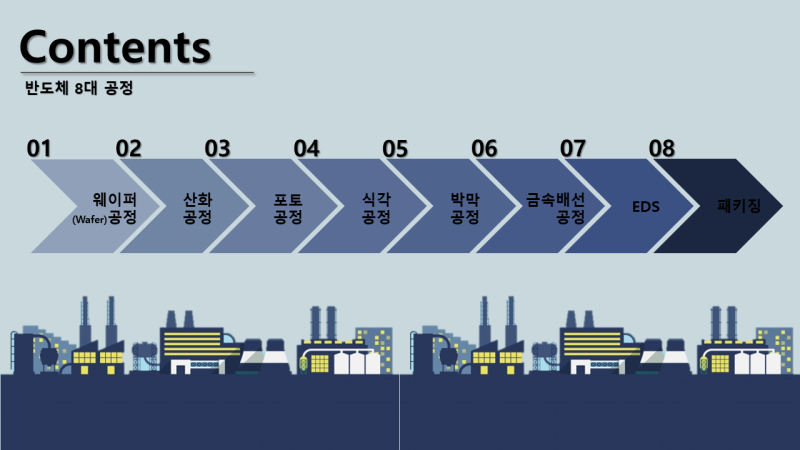 Contents
반도체 8대 공정
01
웨이퍼
(Wafer)공정
02
산화
공정
03
포토
공정
04
식각
공정
05
박막
공정
06
금속배선
공정
07
EDS
08
패키징